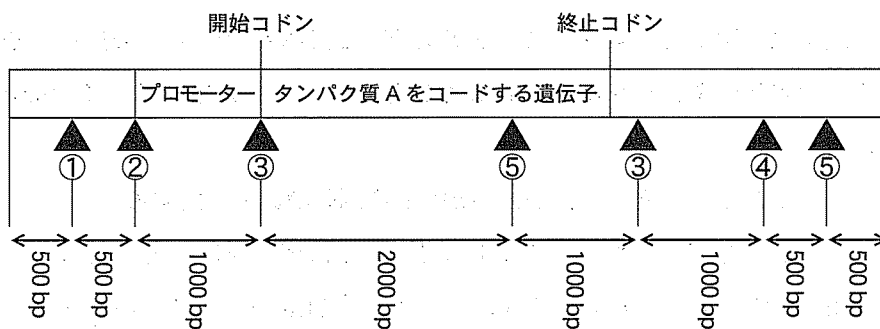 開始コドン 終止コドン
プロモーター タンパク質Aをコードする遺伝子
① ② ③ ⑤ ③ ④ ⑤
500 bp 500 bp 1000 bp 2000 bp 1000 bp 1000 bp 500 bp 500 bp